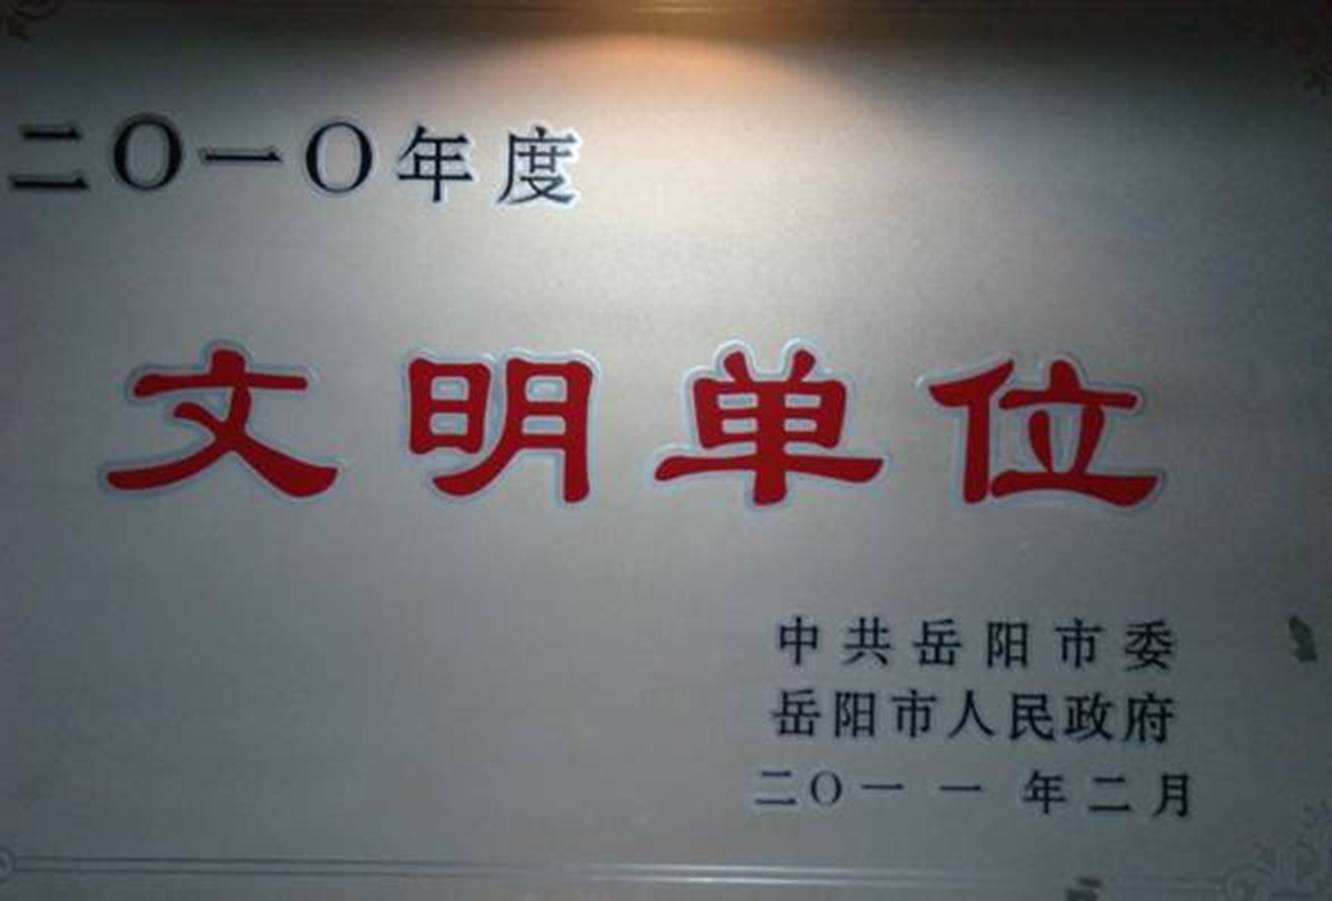 二〇一〇年度
文明单位
中共岳阳市委
岳阳市人民政府
二〇一一年二月